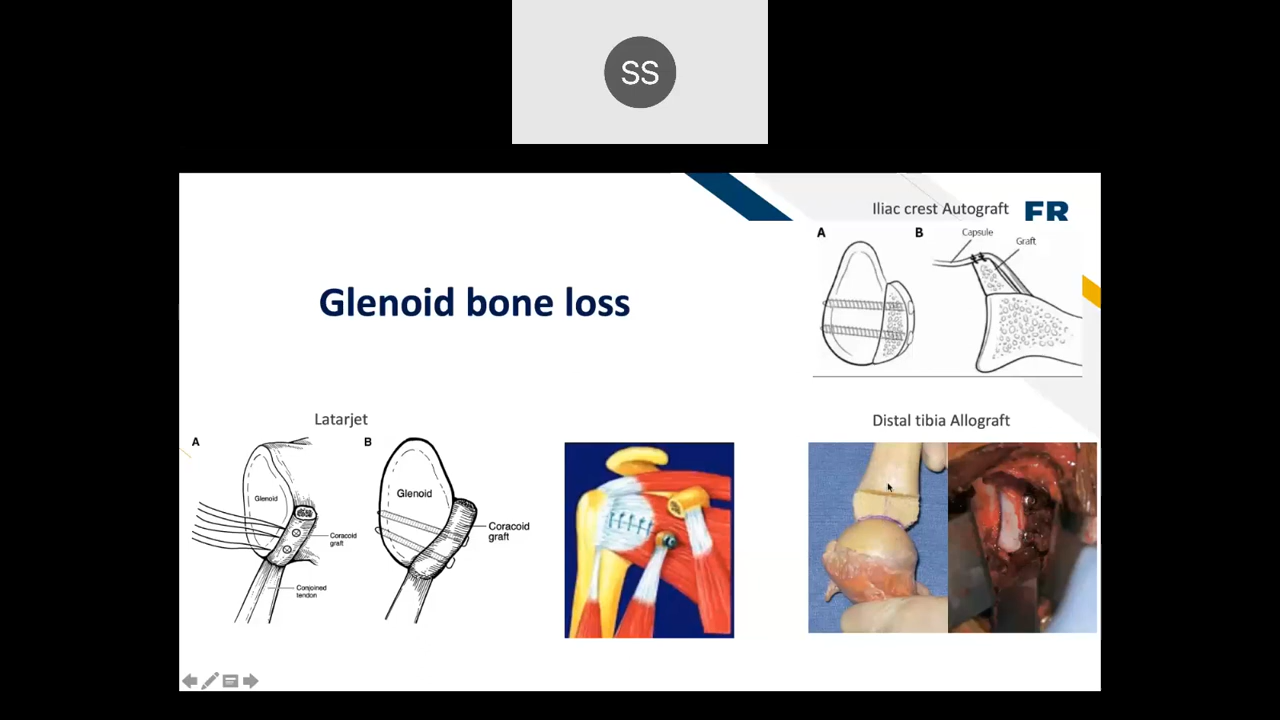 SS
Iliac crest Autograft
FR
A
B
Capsule
Graft
Glenoid bone loss
Latarjet
A
B
Glenoid
Coracoid
graft
Conjoined
tendon
Glenoid
Coracoid
graft
Distal tibia Allograft